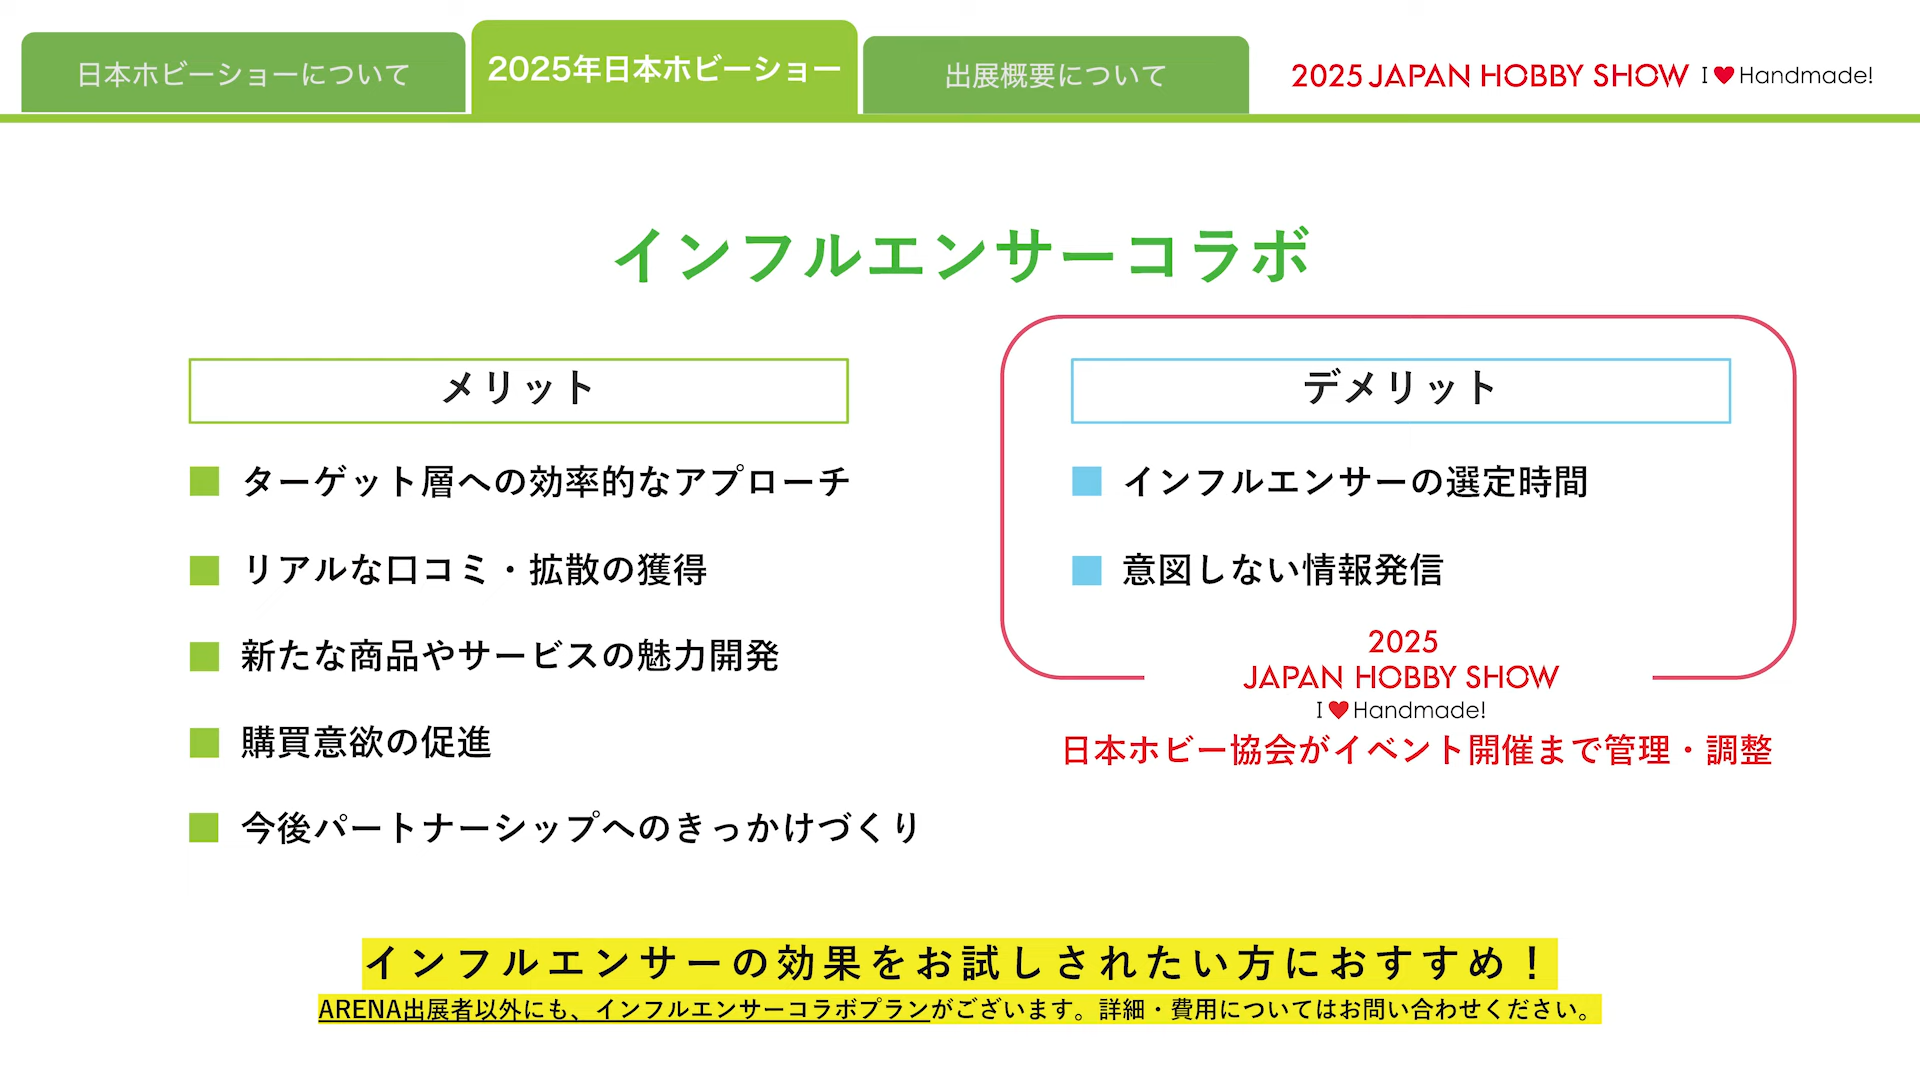 日本ホビーショーについて
2025年日本ホビーショー
出展概要について
2025 JAPAN HOBBY SHOW I♥Handmade!
インフルエンサーコラボ
メリット
ターゲット層への効率的なアプローチ
リアルな口コミ・拡散の獲得
新たな商品やサービスの魅力開発
購買意欲の促進
今後パートナーシップへのきっかけづくり
デメリット
インフルエンサーの選定時間
意図しない情報発信
2025
JAPAN HOBBY SHOW
I♥Handmade!
日本ホビー協会がイベント開催まで管理・調整
インフルエンサーの効果をお試しされたい方におすすめ！
ARENA出展者以外にも、インフルエンサーコラボプランがございます。詳細・費用についてはお問い合わせください。